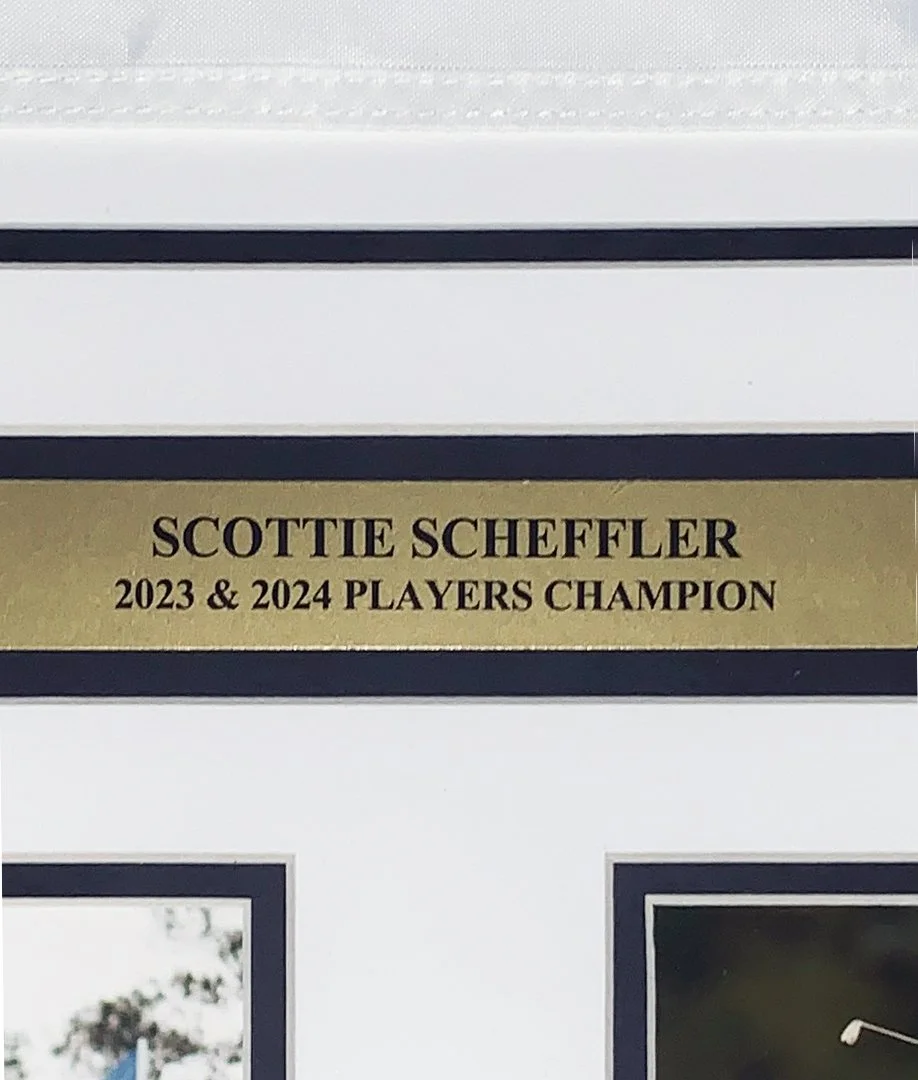 SCOTTIE SCHEFFLER
2023 & 2024 PLAYERS CHAMPION